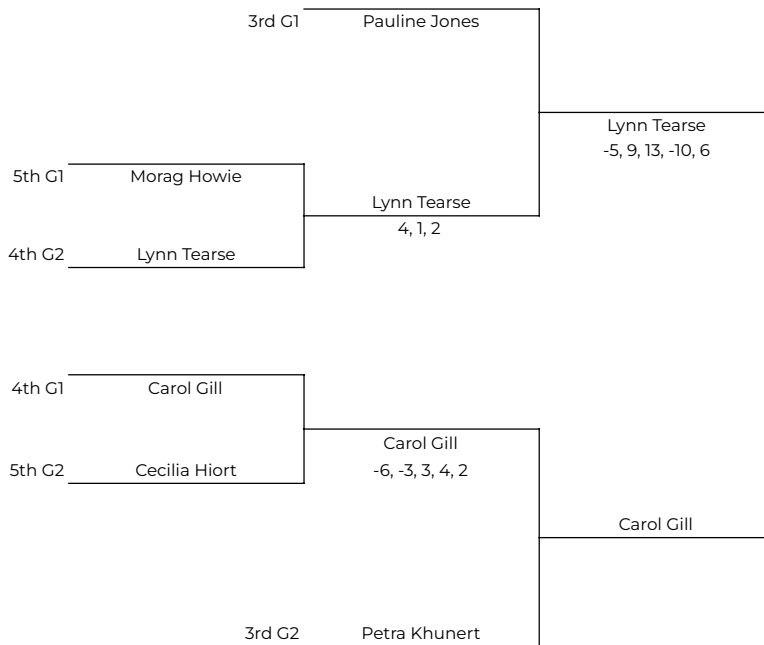 3rd G1 Pauline Jones
Lynn Tearse
-5, 9, 13, -10, 6
5th G1 Morag Howie
Lynn Tearse
4, 1, 2
4th G2 Lynn Tearse
4th G1 Carol Gill
Carol Gill
-6, -3, 3, 4, 2
5th G2 Cecilia Hiort
Carol Gill
3rd G2 Petra Khunert